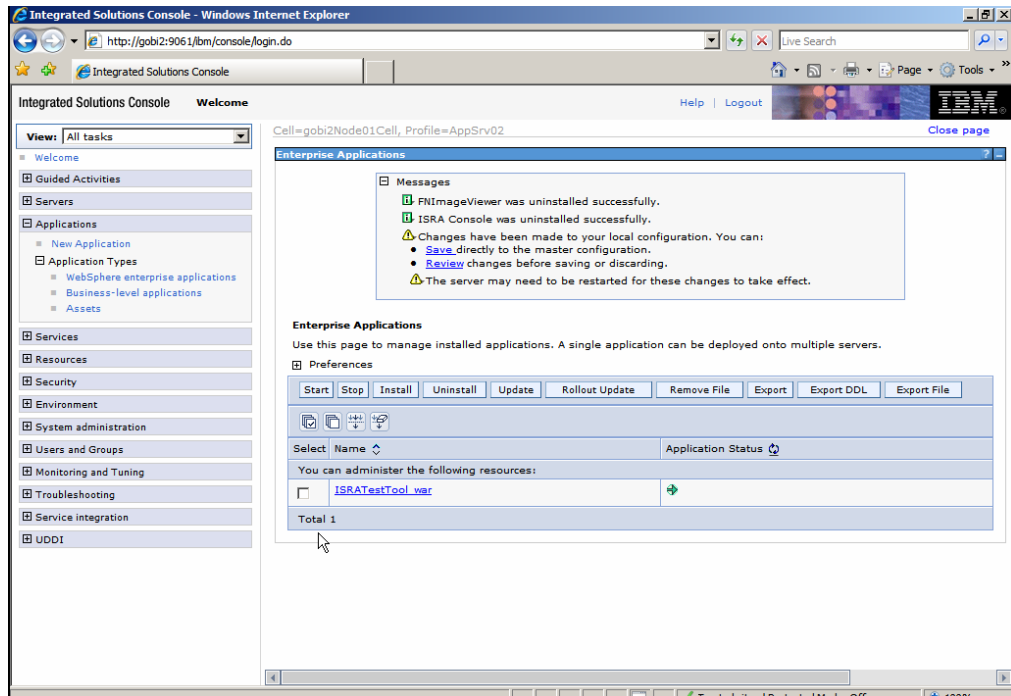 Integrated Solutions Console - Windows Internet Explorer
http://gobi2:9061/ibm/console/login.do
Live Search
Integrated Solutions Console
Page
Tools
Integrated Solutions Console Welcome
Help | Logout
IBM
View: All tasks
Welcome
Guided Activities
Servers
Applications
New Application
Application Types
WebSphere enterprise applications
Business-level applications
Assets
Services
Resources
Security
Environment
System administration
Users and Groups
Monitoring and Tuning
Troubleshooting
Service integration
UDDI
Cell=gobi2Node01Cell, Profile=AppSrv02
Close page
Enterprise Applications
Messages
FNImageViewer was uninstalled successfully.
ISRA Console was uninstalled successfully.
Changes have been made to your local configuration. You can:
Save directly to the master configuration.
Review changes before saving or discarding.
The server may need to be restarted for these changes to take effect.
Enterprise Applications
Use this page to manage installed applications. A single application can be deployed onto multiple servers.
Preferences
Start Stop Install Uninstall Update Rollout Update Remove File Export Export DDL Export File
Select Name Application Status
You can administer the following resources:
ISRATestTool_war
Total 1